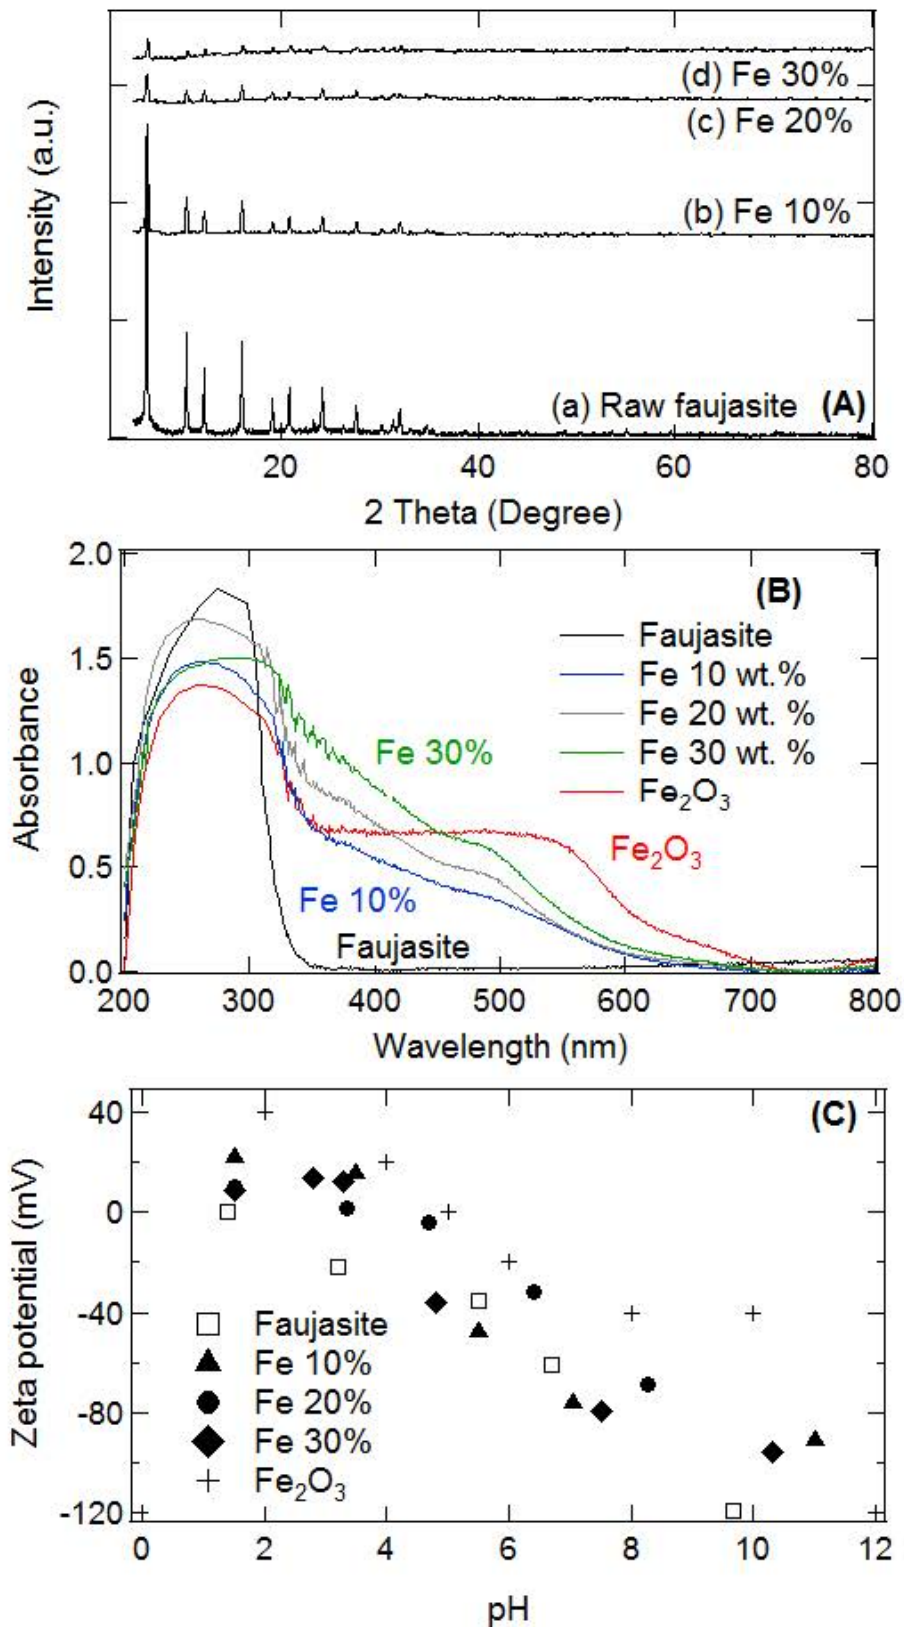 Intensity (a.u.)
(d) Fe 30%
(c) Fe 20%
(b) Fe 10%
(a) Raw faujasite (A)
20 40 60 80
2 Theta (Degree)
Absorbance
2.0
1.5
1.0
0.5
0.0
(B)
Faujasite
Fe 10 wt.%
Fe 20 wt. %
Fe 30 wt. %
Fe₂O₃
Fe 30%
Fe₂O₃
Fe 10%
Faujasite
200 300 400 500 600 700 800
Wavelength (nm)
Zeta potential (mV)
40
0
-40
-80
-120
(C)
Faujasite
Fe 10%
Fe 20%
Fe 30%
Fe₂O₃
0 2 4 6 8 10 12
pH